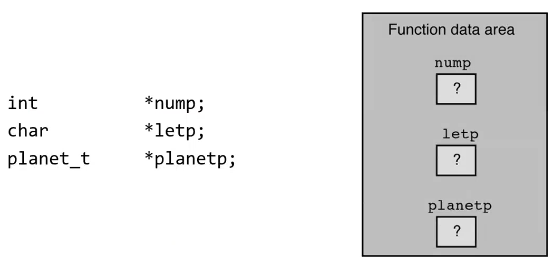 int *nump;
char *letp;
planet_t *planetp;
Function data area
nump
?
letp
?
planetp
?